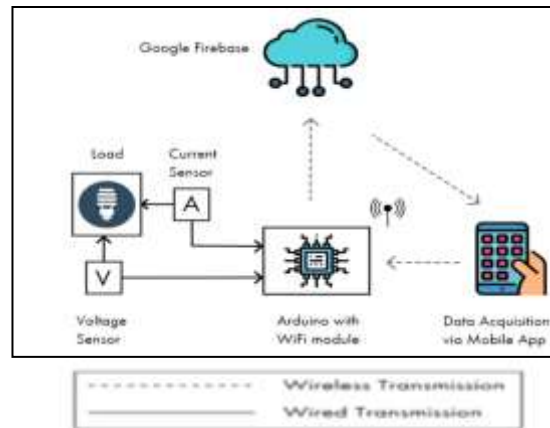 Google Firebase
Load
Current
Sensor
A
V
Voltage
Sensor
Arduino with
WiFi module
Data Acquisition
via Mobile App
Wireless Transmission
Wired Transmission